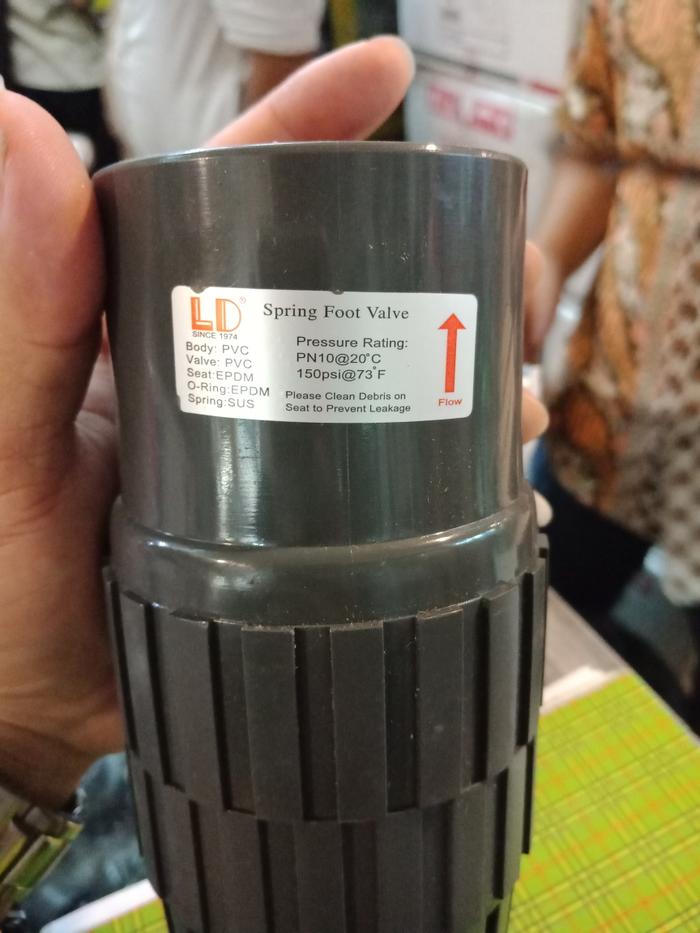 LD®
SINCE 1974
Spring Foot Valve
Body: PVC
Valve: PVC
Seat:EPDM
O-Ring:EPDM
Spring:SUS
Pressure Rating:
PN10@20°C
150psi@73°F
Please Clean Debris on
Seat to Prevent Leakage
Flow